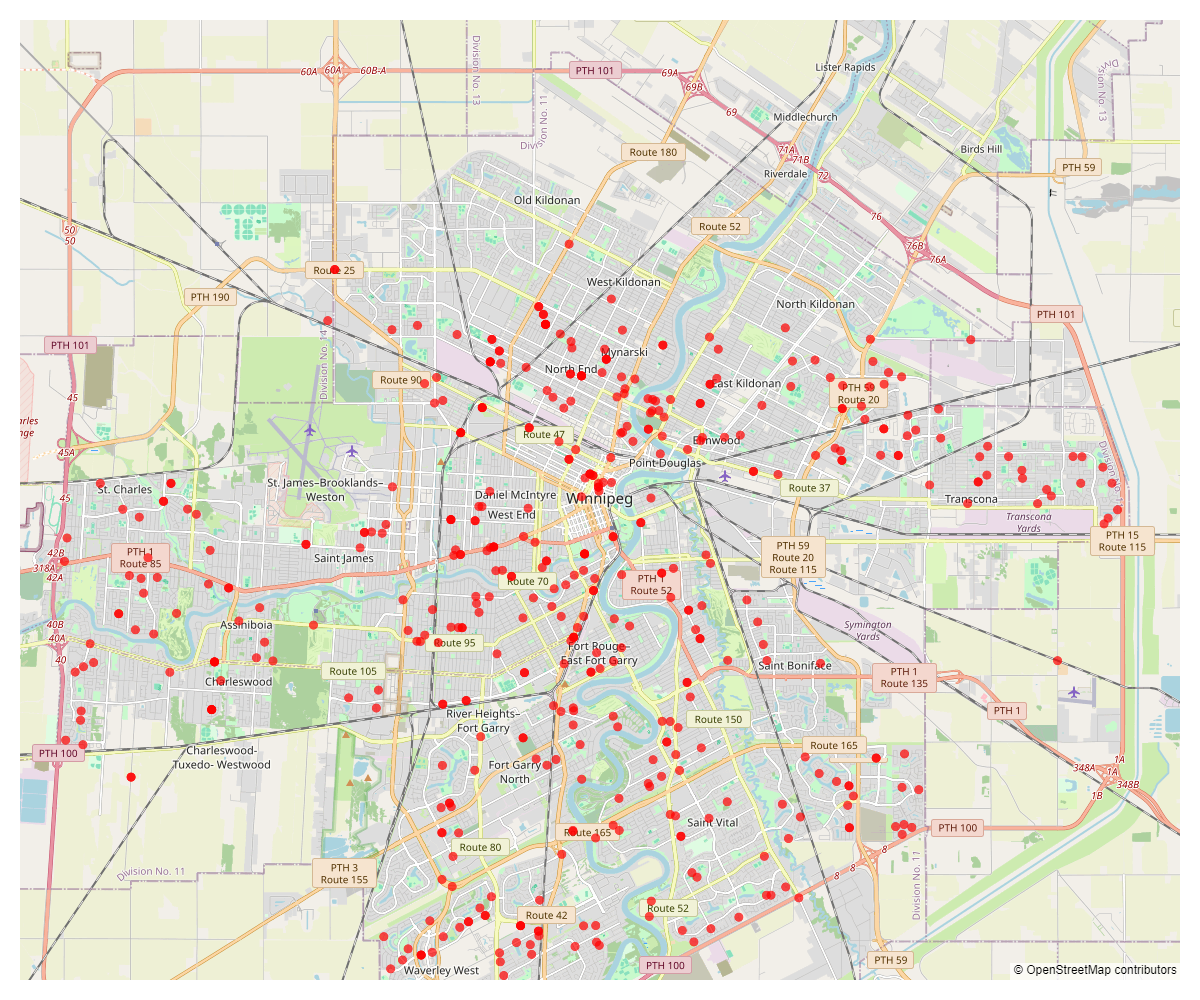 Lister Rapids
60A
60A
60B-A
PTH 101
69A
69B
69
Division No. 13
Division No. 11
Division No. 13
Middlechurch
71A
71B
72
Riverdale
Birds Hill
PTH 59
Route 180
Old Kildonan
Route 52
76
76B
76A
50
50
Route 25
PTH 190
West Kildonan
North Kildonan
PTH 101
PTH 101
Division No. 14
Mynarski
North End
East Kildonan
Route 90
PTH 59
Route 20
45
45A
Route 47
Elmwood
Point Douglas
Division No. 12
St. Charles
45
St. James–Brooklands–
Weston
Daniel McIntyre
West End
Winnipeg
Route 37
Transcona
Transcona
Yards
PTH 15
Route 115
42B
318A
42A
PTH 1
Route 85
Saint James
PTH 59
Route 20
Route 115
Route 70
PTH 1
Route 52
40B
40A
40
Assiniboia
Route 95
Fort Rouge–
East Fort Garry
Symington
Yards
Saint Boniface
Route 105
Charleswood
PTH 1
Route 135
River Heights–
Fort Garry
Route 150
PTH 1
PTH 100
Charleswood-
Tuxedo- Westwood
Fort Garry
North
Route 165
348A
1A
1A
348B
1B
Saint Vital
Route 165
Route 80
PTH 100
8
8
Division No. 11
PTH 3
Route 155
Division No. 11
Route 42
Route 52
Waverley West
PTH 100
PTH 59
© OpenStreetMap contributors